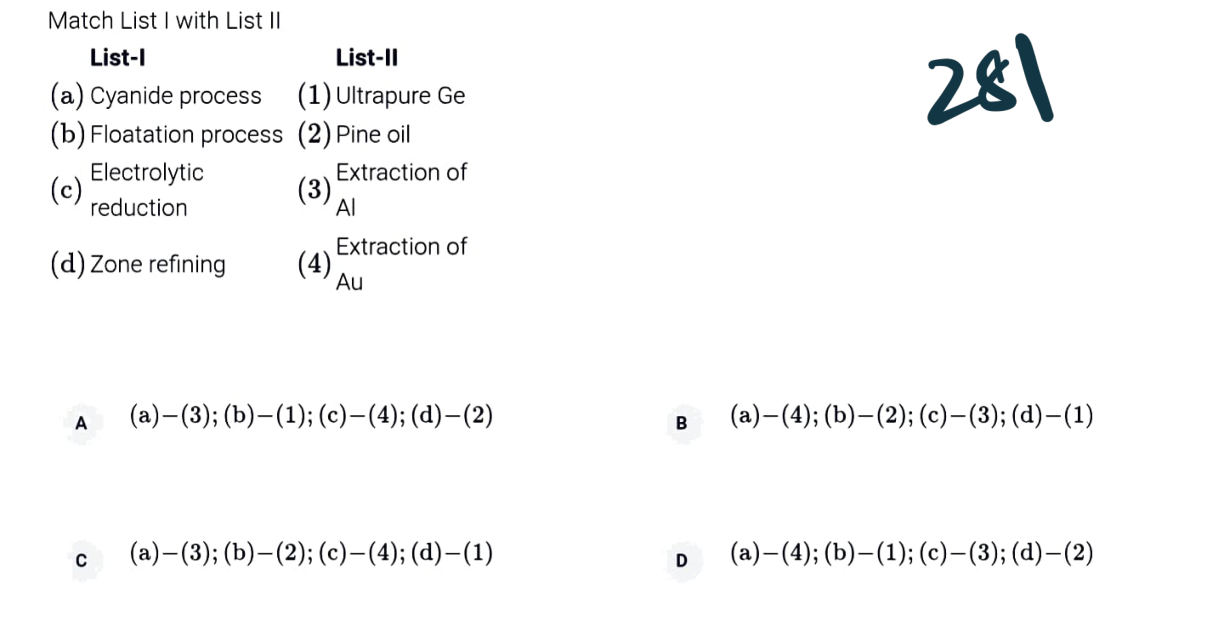 Match List I with List II
List-I List-II
(a) Cyanide process (1) Ultrapure Ge
(b) Floatation process (2) Pine oil
(c) Electrolytic reduction (3) Extraction of Al
(d) Zone refining (4) Extraction of Au
281
A (a)−(3); (b)−(1); (c)−(4); (d)−(2)
B (a)−(4); (b)−(2); (c)−(3); (d)−(1)
C (a)−(3); (b)−(2); (c)−(4); (d)−(1)
D (a)−(4); (b)−(1); (c)−(3); (d)−(2)